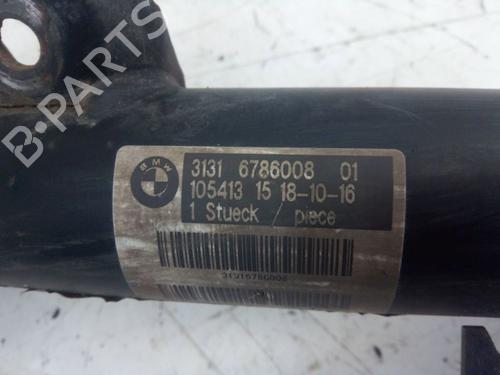 B-PARTS
BMW
3131 6786008 01
105413 15 18-10-16
1 Stueck / piece
31316786008